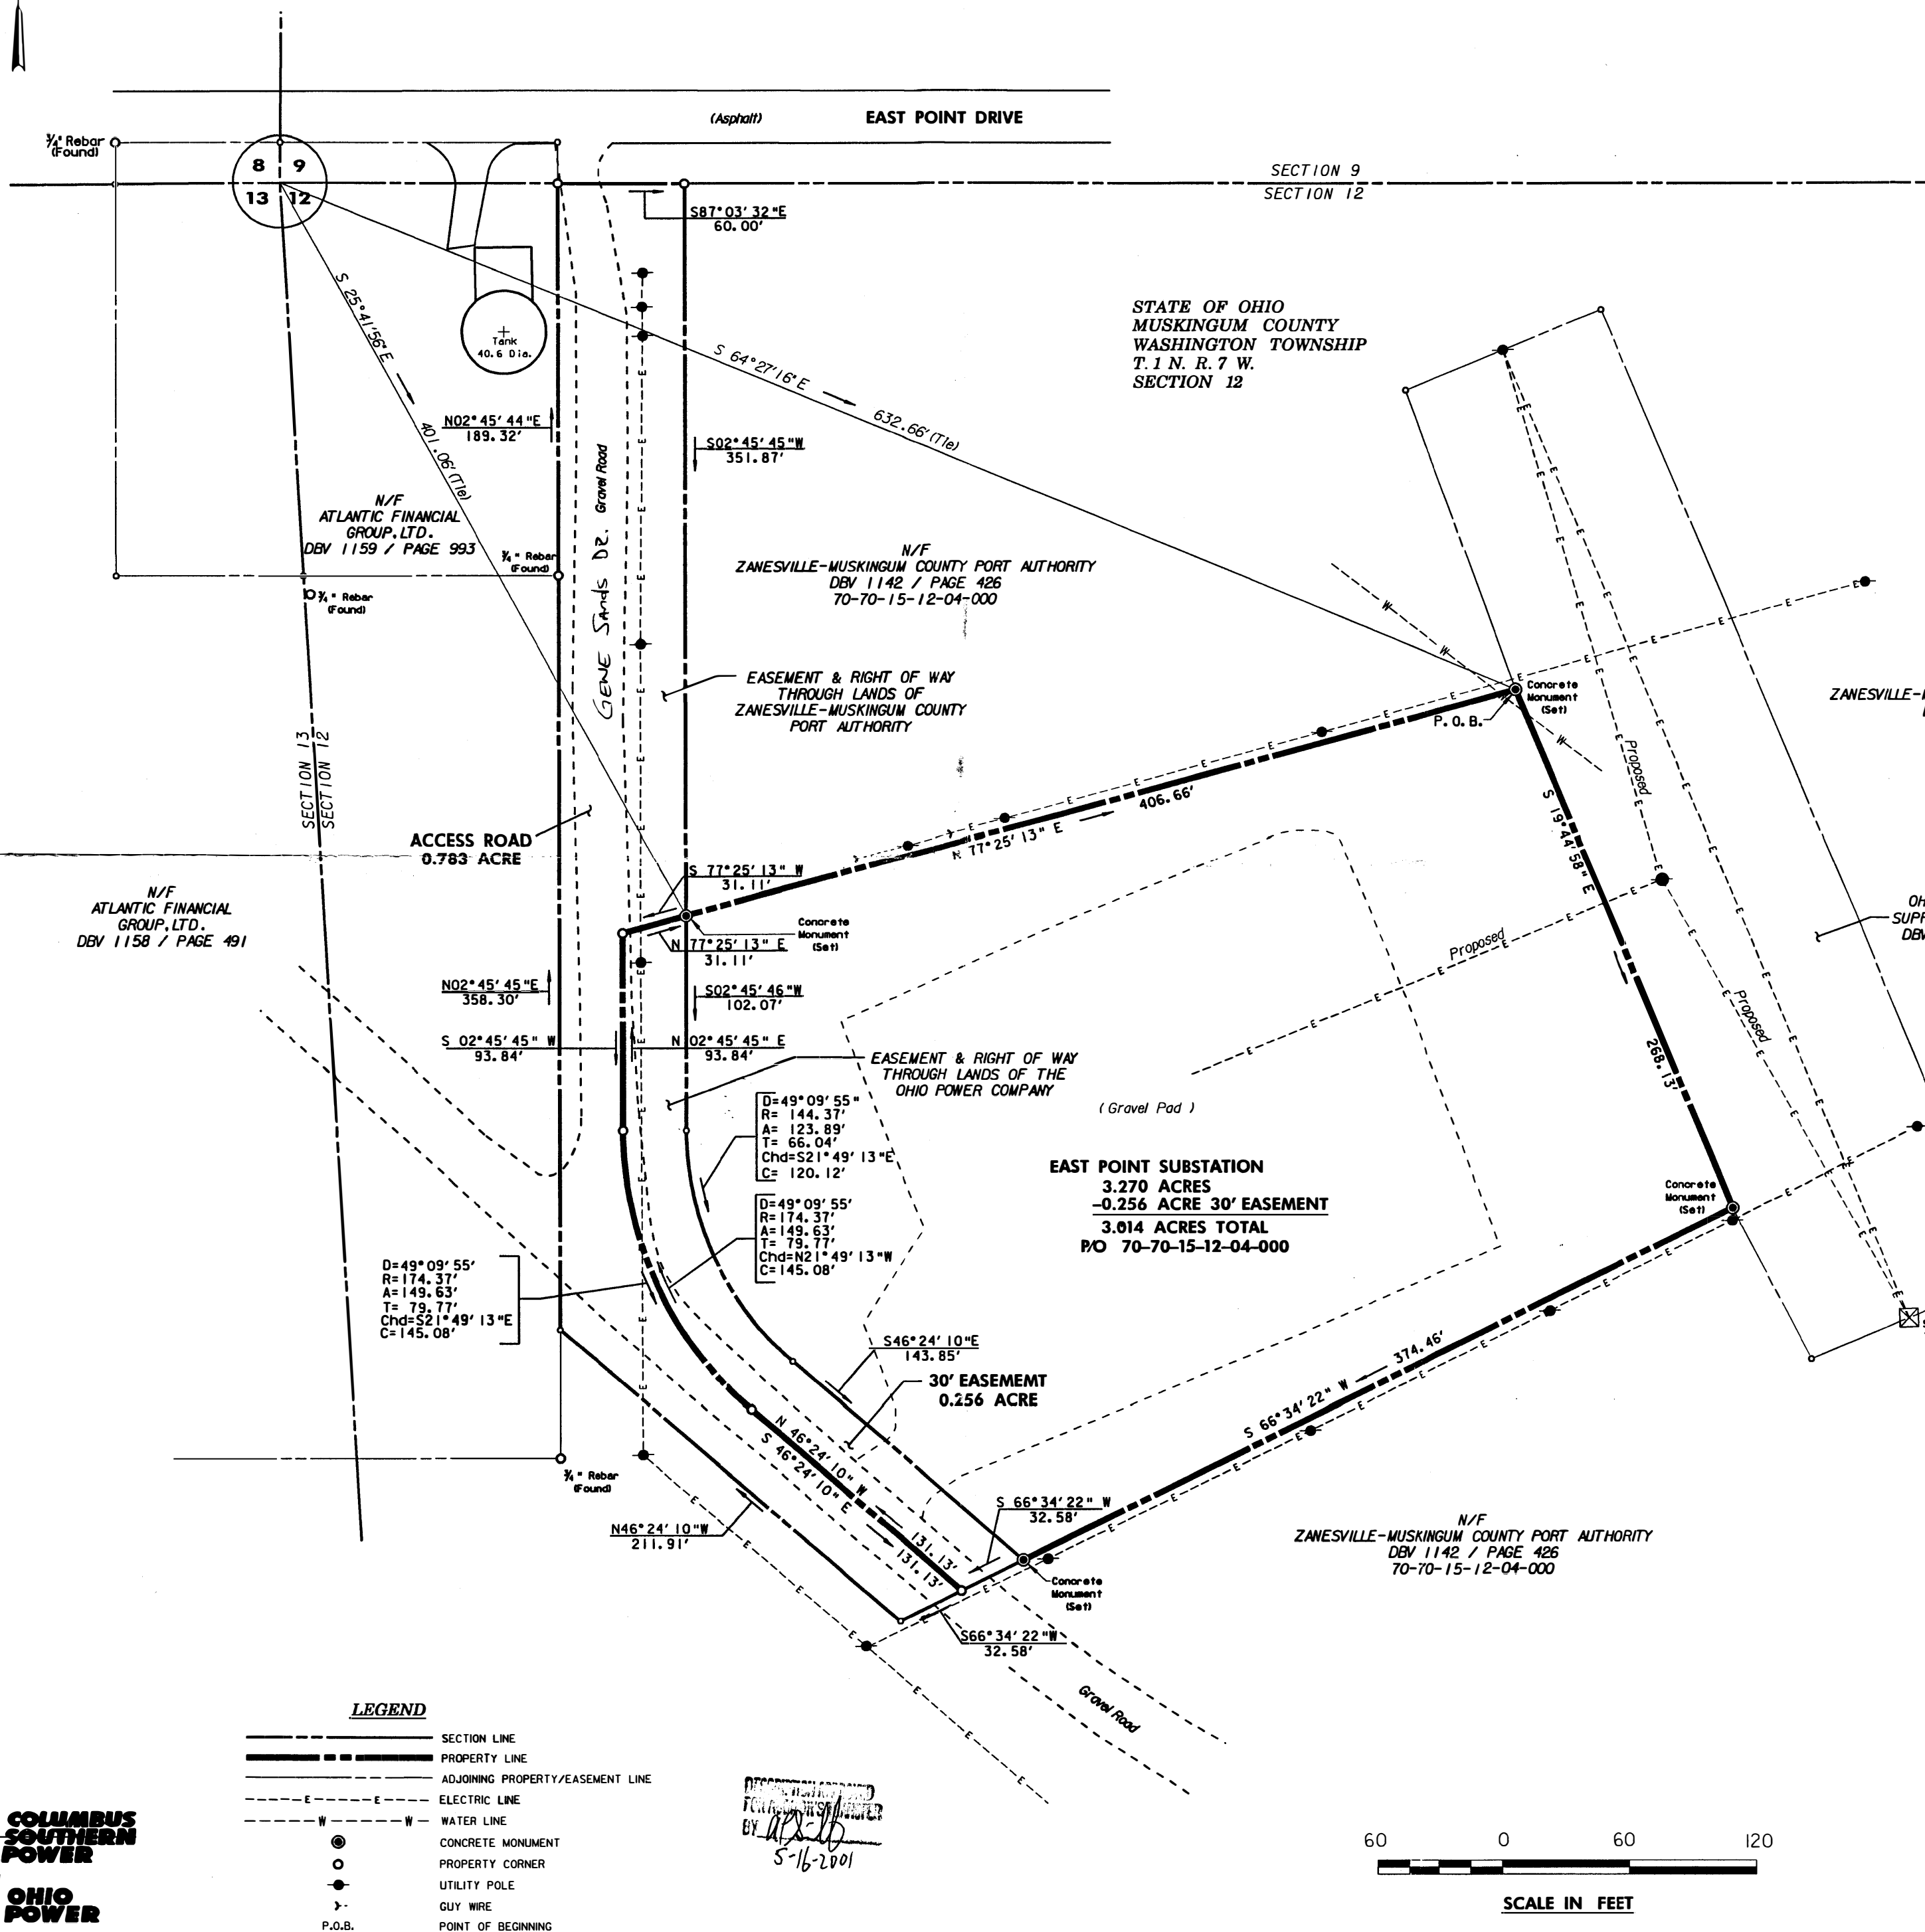 (Asphalt)
EAST POINT DRIVE
3/4" Rebar
(Found)
8 9
13 12
SECTION 9
SECTION 12
S87°03'32"E
60.00'
Tank
40.6 Dia.
S 25°41'56" E
401.06' (Tie)
S 64°27'16" E
632.66' (Tie)
STATE OF OHIO
MUSKINGUM COUNTY
WASHINGTON TOWNSHIP
T. 1 N. R. 7 W.
SECTION 12
N02°45'44"E
189.32'
S02°45'45"W
351.87'
GENE SANDS DR.
Gravel Road
N/F
ATLANTIC FINANCIAL
GROUP, LTD.
DBV 1159 / PAGE 993
3/4" Rebar
(Found)
3/4" Rebar
(Found)
N/F
ZANESVILLE-MUSKINGUM COUNTY PORT AUTHORITY
DBV 1142 / PAGE 426
70-70-15-12-04-000
EASEMENT & RIGHT OF WAY
THROUGH LANDS OF
ZANESVILLE-MUSKINGUM COUNTY
PORT AUTHORITY
Concrete
Monument
(Set)
P.O.B.
ZANESVILLE-
SECTION 13
SECTION 12
Proposed
ACCESS ROAD
0.783 ACRE
N 77°25'13" E
406.66'
S 19°44'58" E
268.13'
S 77°25'13" W
31.11'
N 77°25'13" E
31.11'
Concrete
Monument
(Set)
N/F
ATLANTIC FINANCIAL
GROUP, LTD.
DBV 1158 / PAGE 491
OH
SUPP
DBV
Proposed
Proposed
N02°45'45"E
358.30'
S02°45'46"W
102.07'
S 02°45'45" W
93.84'
N 02°45'45" E
93.84'
EASEMENT & RIGHT OF WAY
THROUGH LANDS OF THE
OHIO POWER COMPANY
(Gravel Pad)
D=49°09'55"
R= 144.37'
A= 123.89'
T= 66.04'
Chd=S21°49'13"E
C= 120.12'
D=49°09'55'
R=174.37'
A=149.63'
T= 79.77'
Chd=N21°49'13"W
C=145.08'
D=49°09'55'
R=174.37'
A=149.63'
T= 79.77'
Chd=S21°49'13"E
C=145.08'
EAST POINT SUBSTATION
3.270 ACRES
-0.256 ACRE 30' EASEMENT
3.014 ACRES TOTAL
P/O 70-70-15-12-04-000
Concrete
Monument
(Set)
S46°24'10"E
143.85'
30' EASEMEMT
0.256 ACRE
S 66°34'22" W
374.46'
N 46°24'10" W
131.13'
S 46°24'10" E
131.13'
3/4" Rebar
(Found)
N46°24'10"W
211.91'
S 66°34'22" W
32.58'
Concrete
Monument
(Set)
S66°34'22"W
32.58'
N/F
ZANESVILLE-MUSKINGUM COUNTY PORT AUTHORITY
DBV 1142 / PAGE 426
70-70-15-12-04-000
Gravel Road
LEGEND
SECTION LINE
PROPERTY LINE
ADJOINING PROPERTY/EASEMENT LINE
E E ELECTRIC LINE
W W WATER LINE
CONCRETE MONUMENT
PROPERTY CORNER
UTILITY POLE
GUY WIRE
P.O.B. POINT OF BEGINNING
COLUMBUS
SOUTHERN
POWER
OHIO
POWER
BY
5-16-2001
60 0 60 120
SCALE IN FEET